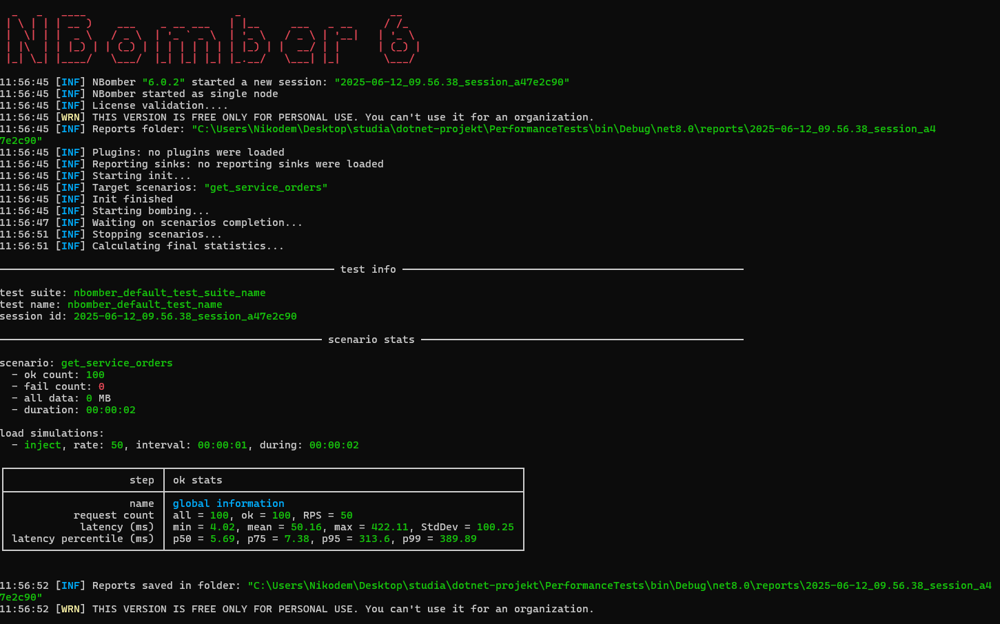 NBomber 6
11:56:45 [INF] NBomber "6.0.2" started a new session: "2025-06-12_09.56.38_session_a47e2c90"
11:56:45 [INF] NBomber started as single node
11:56:45 [INF] License validation....
11:56:45 [WRN] THIS VERSION IS FREE ONLY FOR PERSONAL USE. You can't use it for an organization.
11:56:45 [INF] Reports folder: "C:\Users\Nikodem\Desktop\studia\dotnet-projekt\PerformanceTests\bin\Debug\net8.0\reports\2025-06-12_09.56.38_session_a4
7e2c90"
11:56:45 [INF] Plugins: no plugins were loaded
11:56:45 [INF] Reporting sinks: no reporting sinks were loaded
11:56:45 [INF] Starting init...
11:56:45 [INF] Target scenarios: "get_service_orders"
11:56:45 [INF] Init finished
11:56:45 [INF] Starting bombing...
11:56:47 [INF] Waiting on scenarios completion...
11:56:51 [INF] Stopping scenarios...
11:56:51 [INF] Calculating final statistics...
test info
test suite: nbomber_default_test_suite_name
test name: nbomber_default_test_name
session id: 2025-06-12_09.56.38_session_a47e2c90
scenario stats
scenario: get_service_orders
- ok count: 100
- fail count: 0
- all data: 0 MB
- duration: 00:00:02
load simulations:
- inject, rate: 50, interval: 00:00:01, during: 00:00:02
step ok stats
name global information
request count all = 100, ok = 100, RPS = 50
latency (ms) min = 4.02, mean = 50.16, max = 422.11, StdDev = 100.25
latency percentile (ms) p50 = 5.69, p75 = 7.38, p95 = 313.6, p99 = 389.89
11:56:52 [INF] Reports saved in folder: "C:\Users\Nikodem\Desktop\studia\dotnet-projekt\PerformanceTests\bin\Debug\net8.0\reports\2025-06-12_09.56.38_session_a4
7e2c90"
11:56:52 [WRN] THIS VERSION IS FREE ONLY FOR PERSONAL USE. You can't use it for an organization.